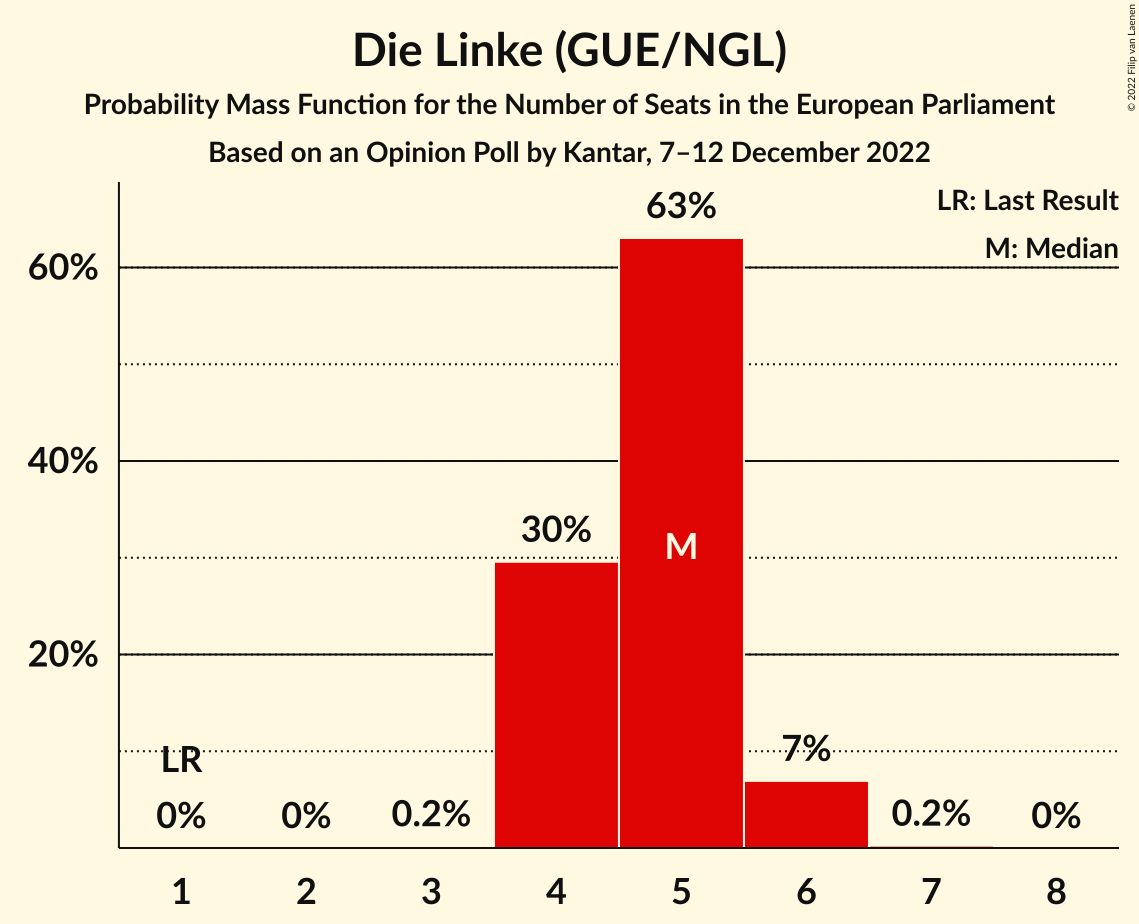 Die Linke (GUE/NGL)
Probability Mass Function for the Number of Seats in the European Parliament
Based on an Opinion Poll by Kantar, 7–12 December 2022
© 2022 Filip van Laenen
LR: Last Result
M: Median
60%
40%
20%
LR
0%
0%
0.2%
30%
63%
M
7%
0.2%
0%
1
2
3
4
5
6
7
8